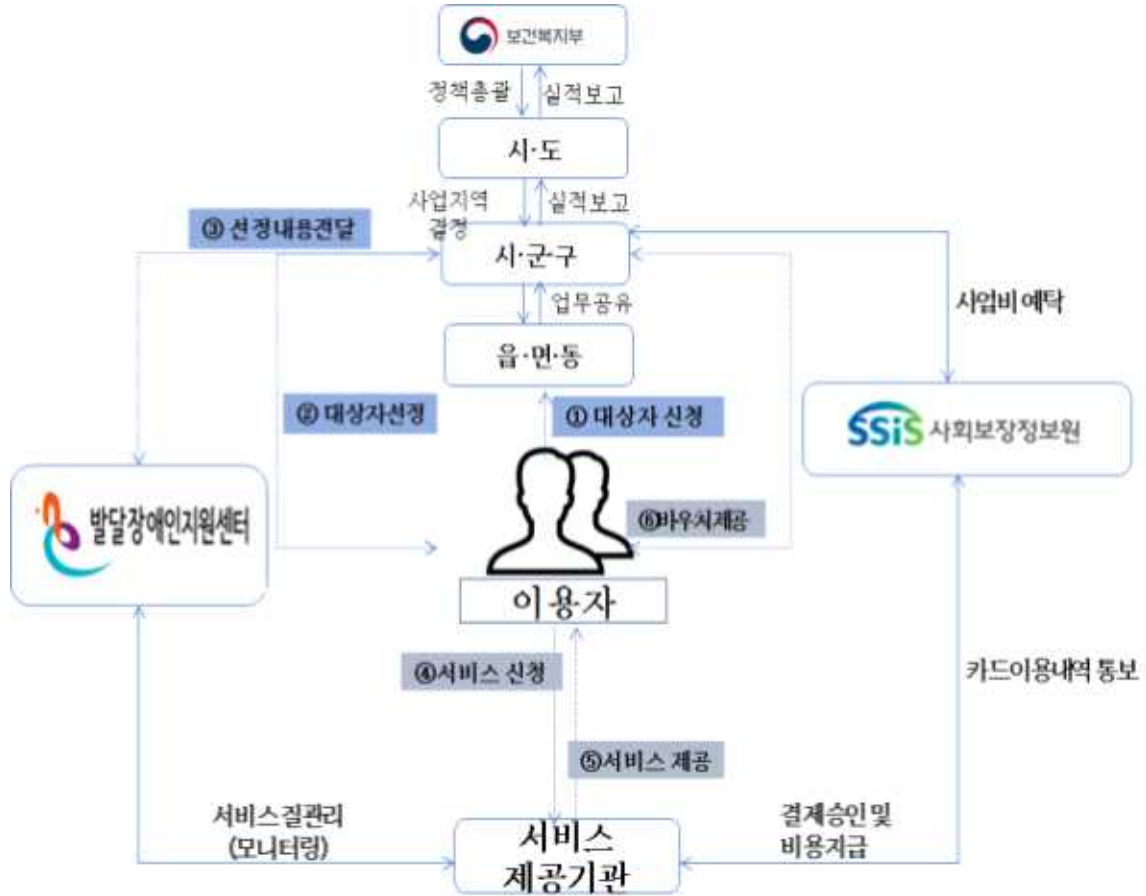 보건복지부
정책총괄
실적보고
시·도
사업지역
결정
실적보고
③ 선정내용전달
시·군·구
업무공유
사업비 예탁
읍·면·동
② 대상자선정
① 대상자 신청
SSiS 사회보장정보원
발달장애인지원센터
⑥바우처제공
이용자
④서비스 신청
카드이용내역 통보
⑤서비스 제공
서비스질관리
(모니터링)
결제승인 및
비용지급
서비스
제공기관